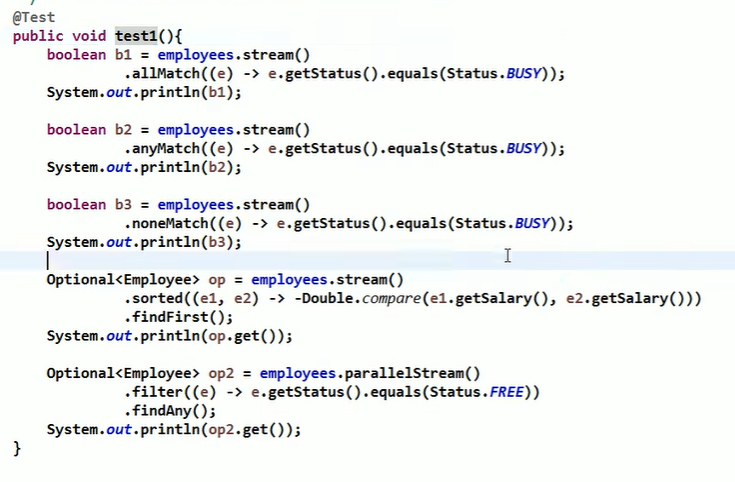 @Test
public void test1(){
    boolean b1 = employees.stream()
            .allMatch((e) -> e.getStatus().equals(Status.BUSY));
    System.out.println(b1);

    boolean b2 = employees.stream()
            .anyMatch((e) -> e.getStatus().equals(Status.BUSY));
    System.out.println(b2);

    boolean b3 = employees.stream()
            .noneMatch((e) -> e.getStatus().equals(Status.BUSY));
    System.out.println(b3);

    Optional<Employee> op = employees.stream()
            .sorted((e1, e2) -> -Double.compare(e1.getSalary(), e2.getSalary()))
            .findFirst();
    System.out.println(op.get());

    Optional<Employee> op2 = employees.parallelStream()
            .filter((e) -> e.getStatus().equals(Status.FREE))
            .findAny();
    System.out.println(op2.get());
}